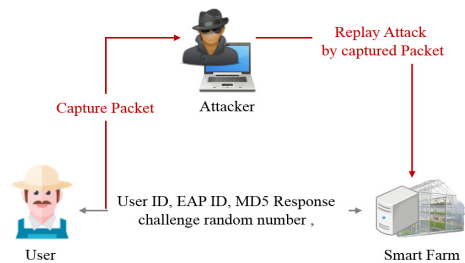 Replay Attack
by captured Packet
Attacker
Capture Packet
User ID, EAP ID, MD5 Response
challenge random number ,
User
Smart Farm